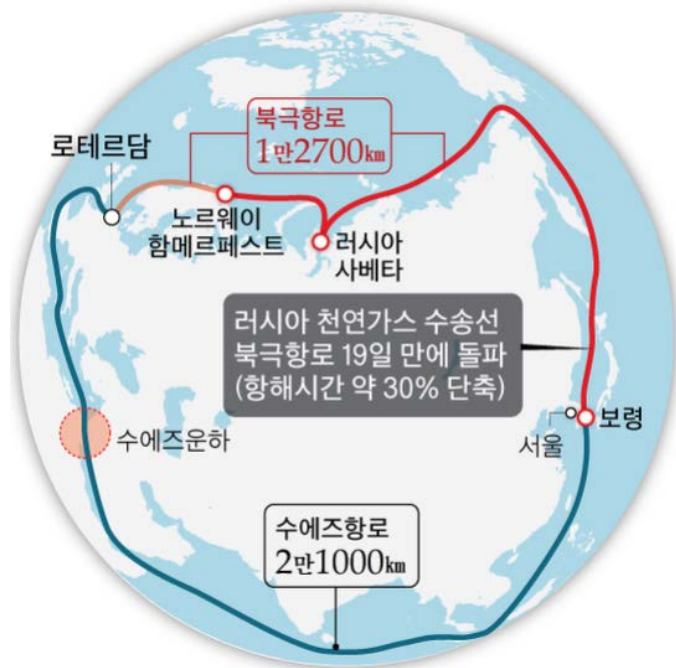 북극항로
1만2700㎞
로테르담
노르웨이
함메르페스트
러시아
사베타
러시아 천연가스 수송선
북극항로 19일 만에 돌파
(항해시간 약 30% 단축)
보령
서울
수에즈운하
수에즈항로
2만1000㎞